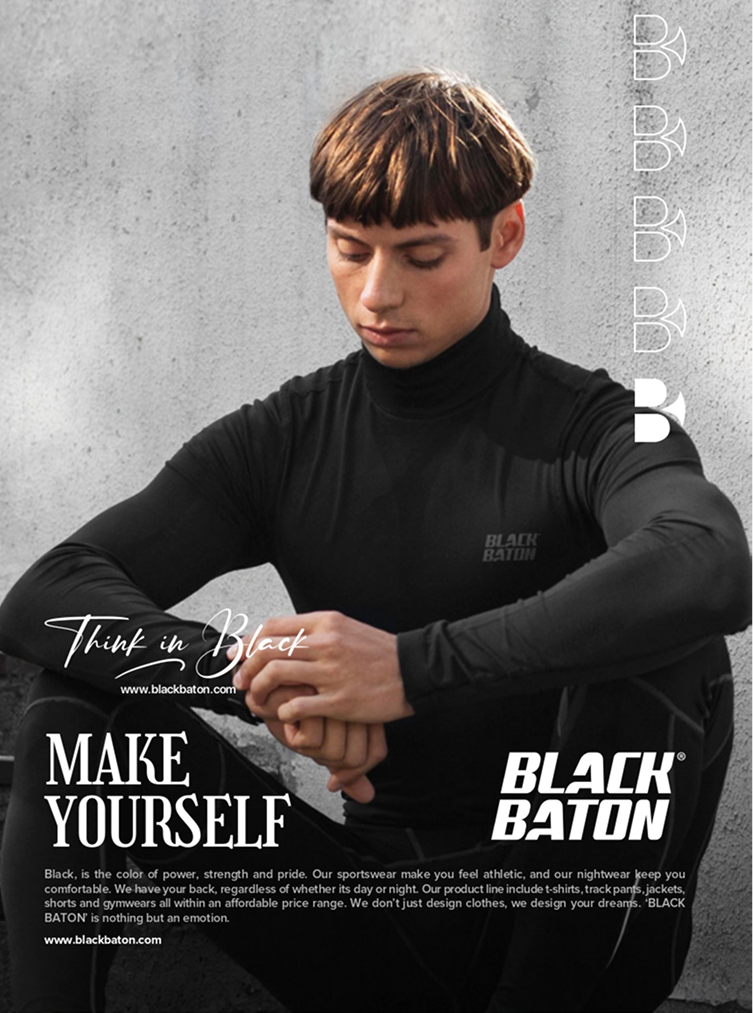 BLACK
BATON
Think in Black
www.blackbaton.com
MAKE
YOURSELF
BLACK
BATON®
Black, is the color of power, strength and pride. Our sportswear make you feel athletic, and our nightwear keep you
comfortable. We have your back, regardless of whether its day or night. Our product line include t-shirts, track pants, jackets,
shorts and gymwears all within an affordable price range. We don't just design clothes, we design your dreams. 'BLACK
BATON' is nothing but an emotion.
www.blackbaton.com